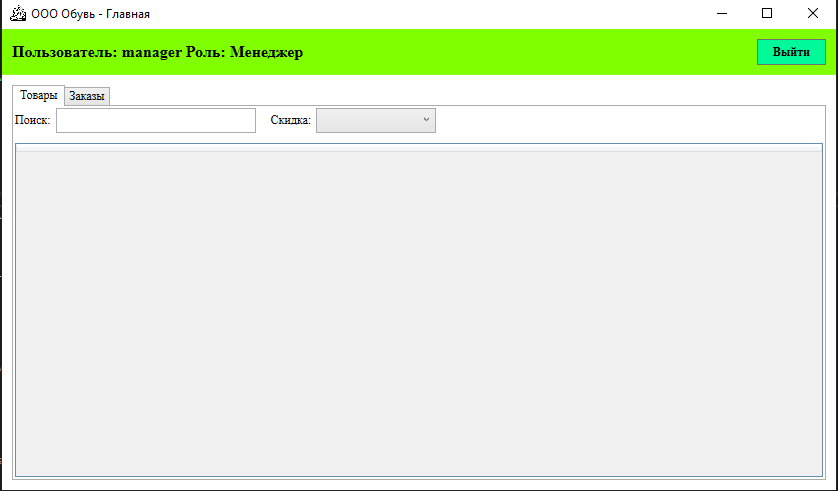 ООО Обувь - Главная
Пользователь: manager Роль: Менеджер
Выйти
Товары
Заказы
Поиск:
Скидка: